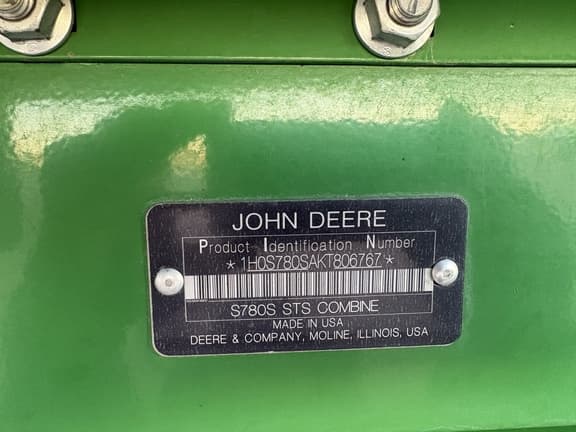 JOHN DEERE
Product Identification Number
*1H0S780SAKT806767*
S780S STS COMBINE
MADE IN USA
DEERE & COMPANY, MOLINE, ILLINOIS, USA